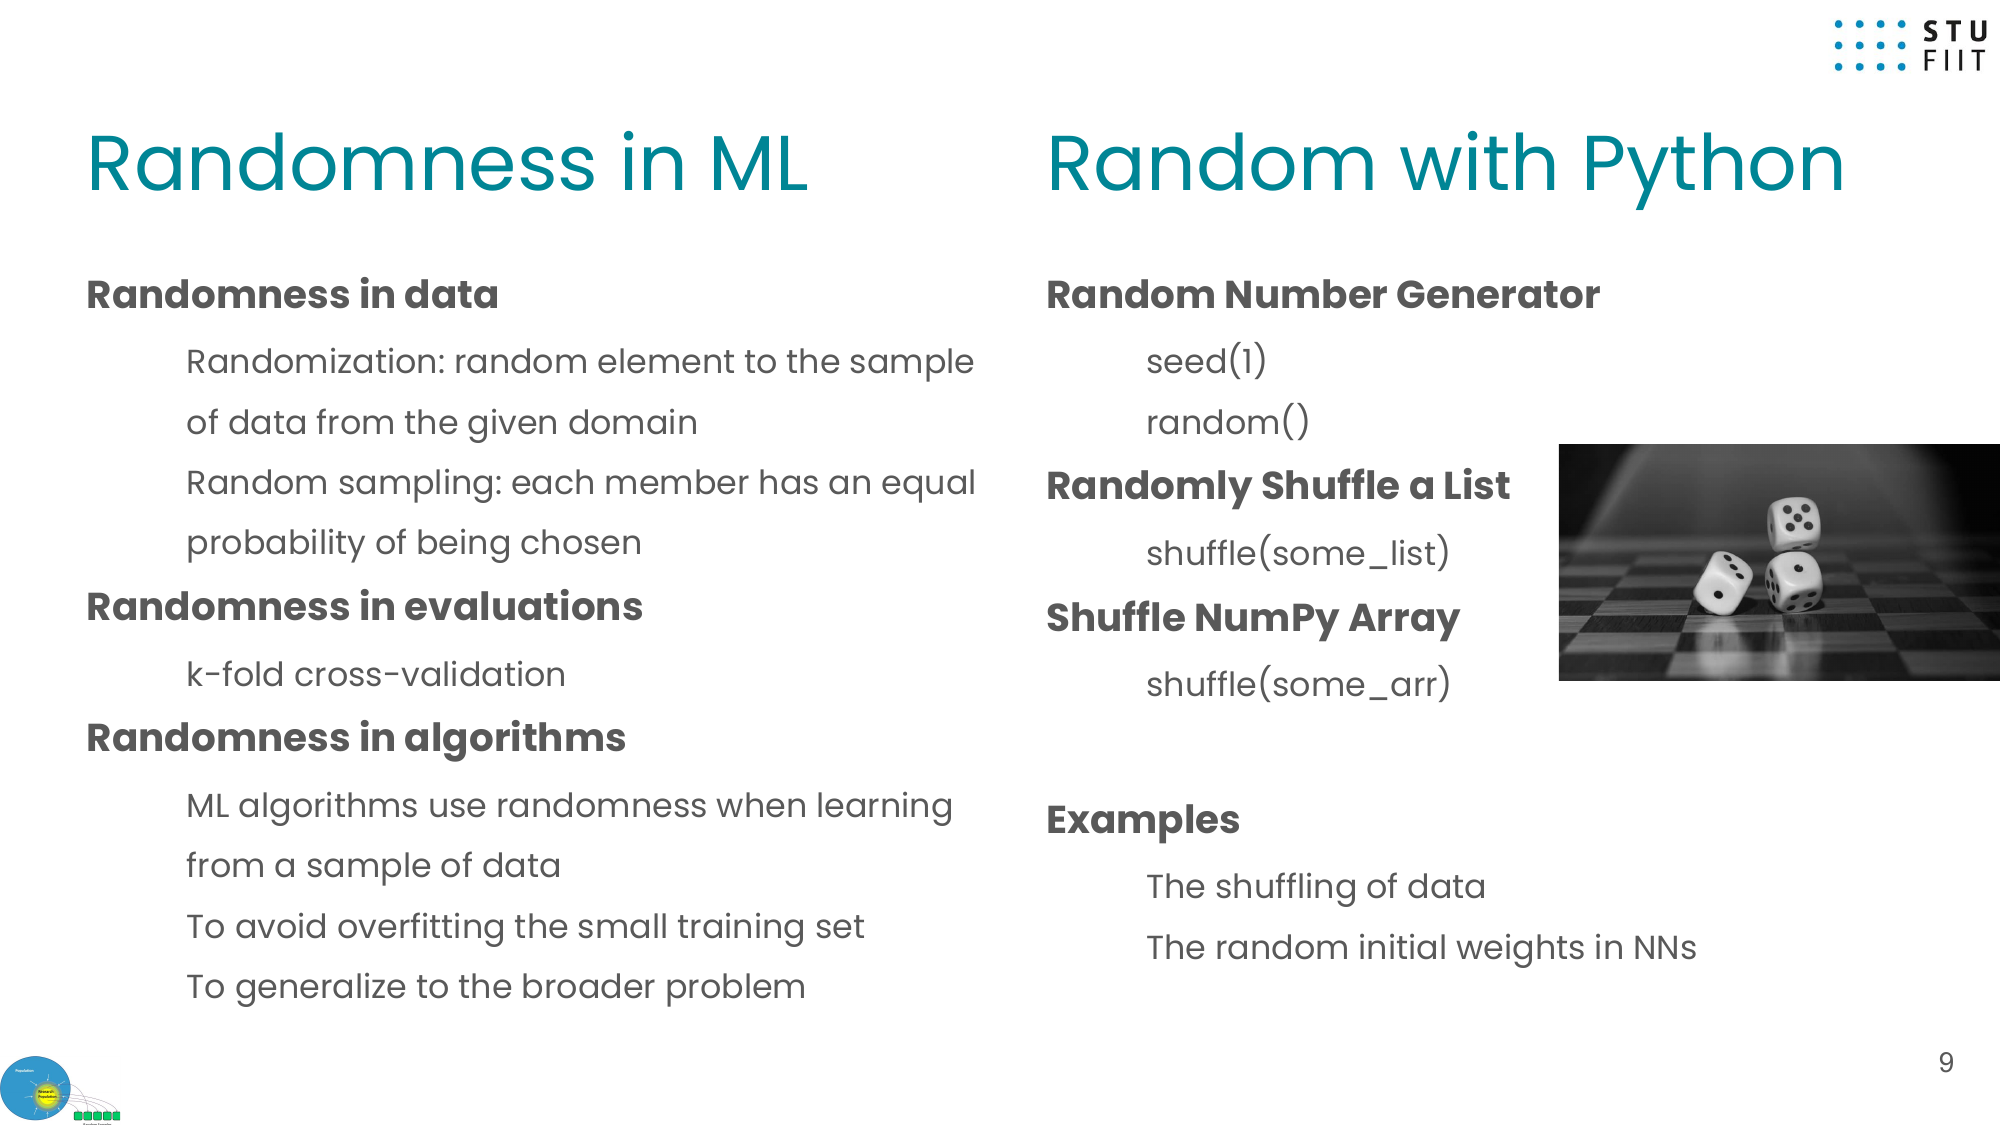 STU
FIIT
Randomness in ML
Randomness in data
Randomization: random element to the sample
of data from the given domain
Random sampling: each member has an equal
probability of being chosen
Randomness in evaluations
k-fold cross-validation
Randomness in algorithms
ML algorithms use randomness when learning
from a sample of data
To avoid overfitting the small training set
To generalize to the broader problem
Random with Python
Random Number Generator
seed(1)
random()
Randomly Shuffle a List
shuffle(some_list)
Shuffle NumPy Array
shuffle(some_arr)
Examples
The shuffling of data
The random initial weights in NNs
Population
Research
Population
9